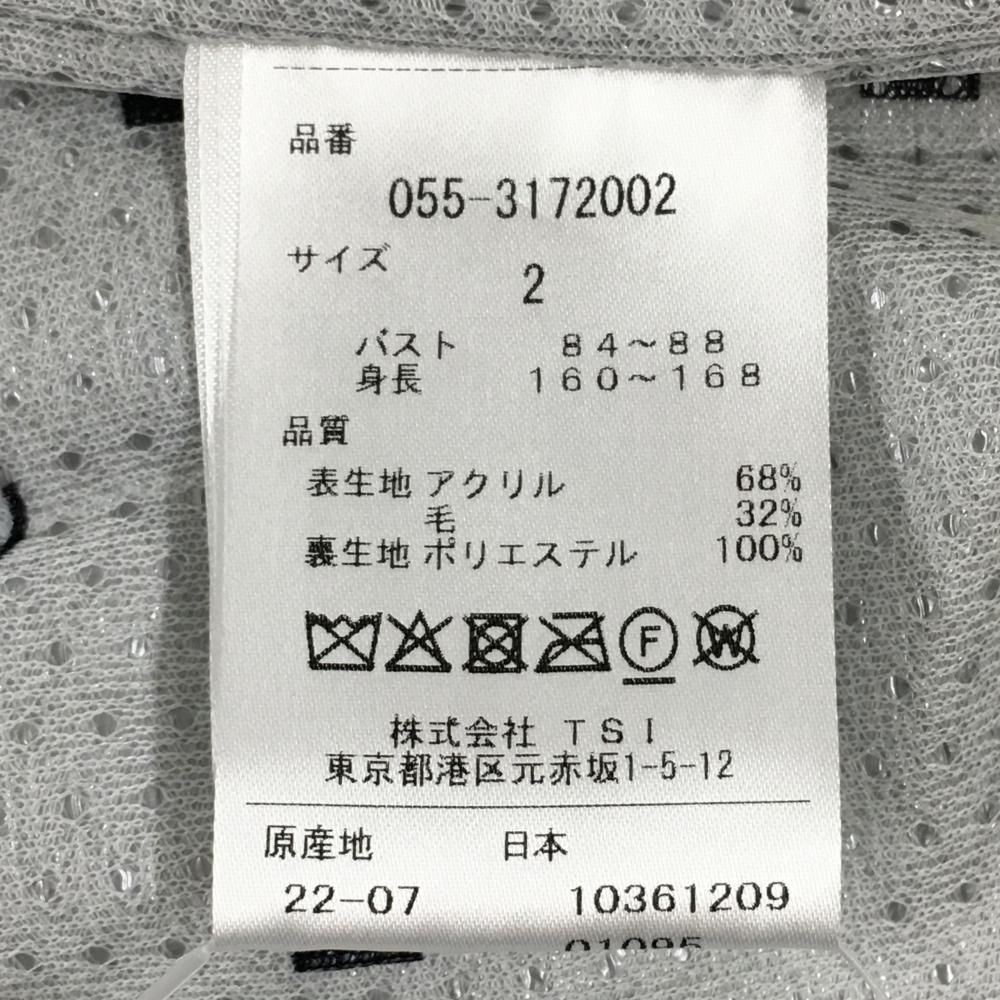 品番
055-3172002
サイズ
2
バスト 84～88
身長 160～168
品質
表生地 アクリル 68%
毛 32%
裏生地 ポリエステル 100%
F W
株式会社 TSI
東京都港区元赤坂1-5-12
原産地 日本
22-07 10361209